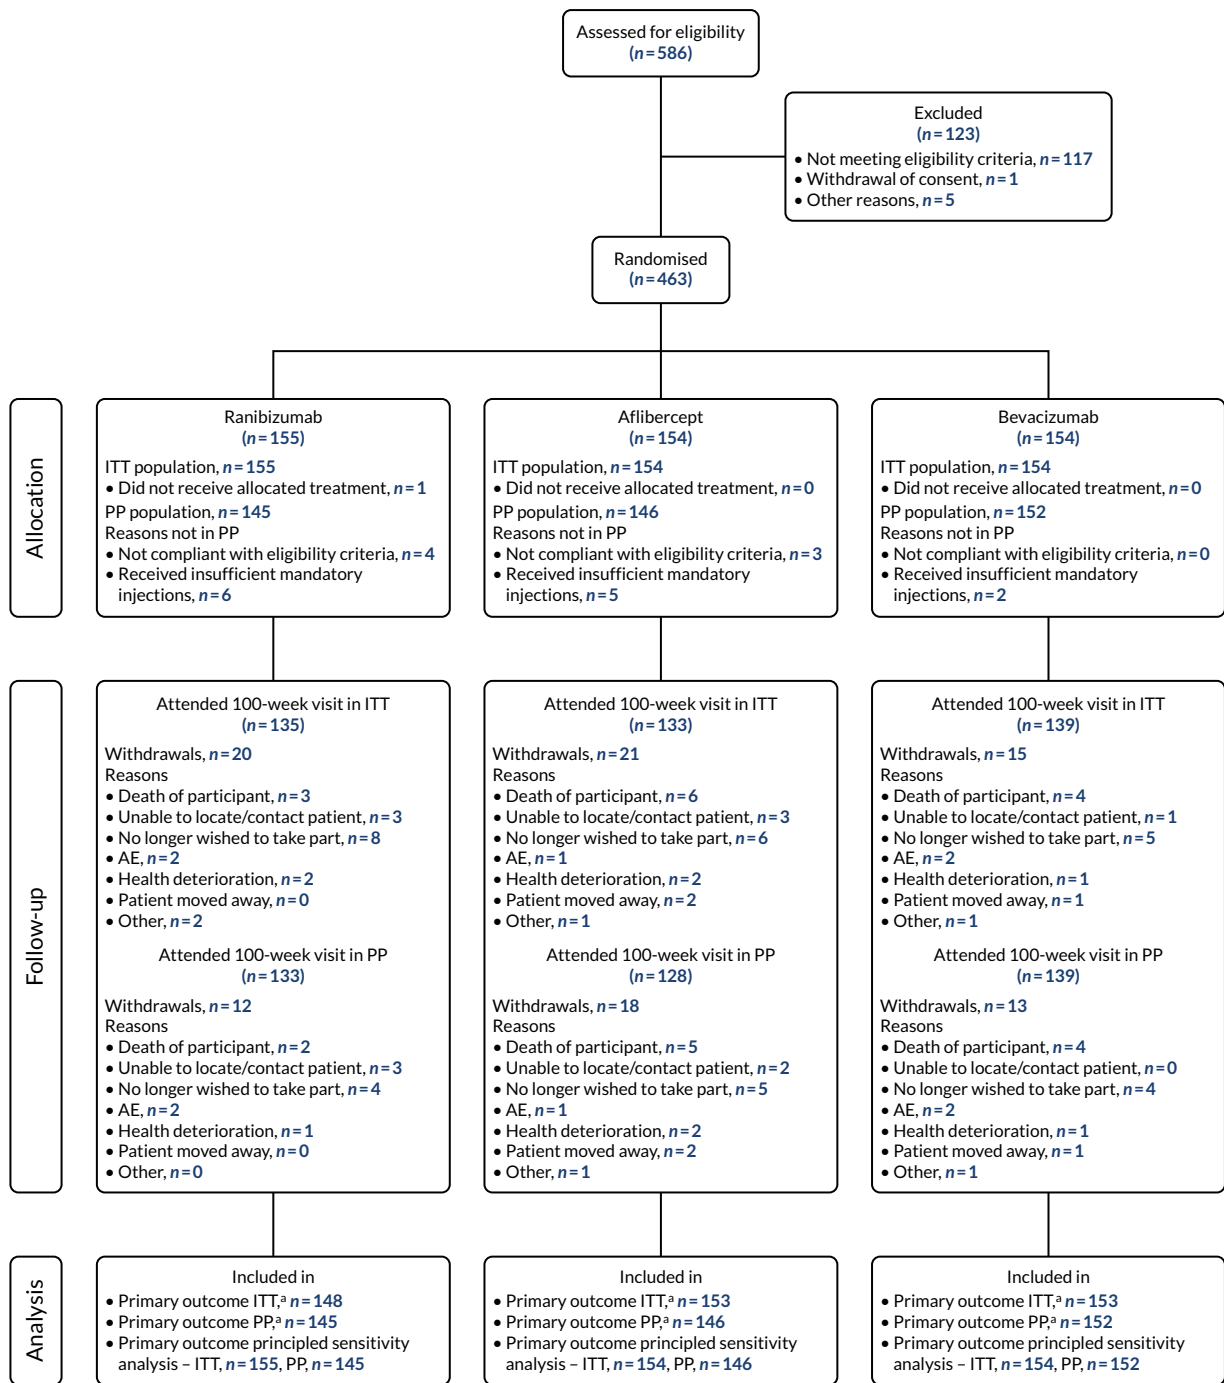 Assessed for eligibility
(n=586)
Excluded
(n=123)
• Not meeting eligibility criteria, n=117
• Withdrawal of consent, n=1
• Other reasons, n=5
Randomised
(n=463)
Allocation
Ranibizumab
(n=155)
ITT population, n=155
• Did not receive allocated treatment, n=1
PP population, n=145
Reasons not in PP
• Not compliant with eligibility criteria, n=4
• Received insufficient mandatory
injections, n=6
Aflibercept
(n=154)
ITT population, n=154
• Did not receive allocated treatment, n=0
PP population, n=146
Reasons not in PP
• Not compliant with eligibility criteria, n=3
• Received insufficient mandatory
injections, n=5
Bevacizumab
(n=154)
ITT population, n=154
• Did not receive allocated treatment, n=0
PP population, n=152
Reasons not in PP
• Not compliant with eligibility criteria, n=0
• Received insufficient mandatory
injections, n=2
Follow-up
Attended 100-week visit in ITT
(n=135)
Withdrawals, n=20
Reasons
• Death of participant, n=3
• Unable to locate/contact patient, n=3
• No longer wished to take part, n=8
• AE, n=2
• Health deterioration, n=2
• Patient moved away, n=0
• Other, n=2
Attended 100-week visit in PP
(n=133)
Withdrawals, n=12
Reasons
• Death of participant, n=2
• Unable to locate/contact patient, n=3
• No longer wished to take part, n=4
• AE, n=2
• Health deterioration, n=1
• Patient moved away, n=0
• Other, n=0
Attended 100-week visit in ITT
(n=133)
Withdrawals, n=21
Reasons
• Death of participant, n=6
• Unable to locate/contact patient, n=3
• No longer wished to take part, n=6
• AE, n=1
• Health deterioration, n=2
• Patient moved away, n=2
• Other, n=1
Attended 100-week visit in PP
(n=128)
Withdrawals, n=18
Reasons
• Death of participant, n=5
• Unable to locate/contact patient, n=2
• No longer wished to take part, n=5
• AE, n=1
• Health deterioration, n=2
• Patient moved away, n=2
• Other, n=1
Attended 100-week visit in ITT
(n=139)
Withdrawals, n=15
Reasons
• Death of participant, n=4
• Unable to locate/contact patient, n=1
• No longer wished to take part, n=5
• AE, n=2
• Health deterioration, n=1
• Patient moved away, n=1
• Other, n=1
Attended 100-week visit in PP
(n=139)
Withdrawals, n=13
Reasons
• Death of participant, n=4
• Unable to locate/contact patient, n=0
• No longer wished to take part, n=4
• AE, n=2
• Health deterioration, n=1
• Patient moved away, n=1
• Other, n=1
Analysis
Included in
• Primary outcome ITT,ᵃ n=148
• Primary outcome PP,ᵃ n=145
• Primary outcome principled sensitivity
analysis – ITT, n=155, PP, n=145
Included in
• Primary outcome ITT,ᵃ n=153
• Primary outcome PP,ᵃ n=146
• Primary outcome principled sensitivity
analysis – ITT, n=154, PP, n=146
Included in
• Primary outcome ITT,ᵃ n=153
• Primary outcome PP,ᵃ n=152
• Primary outcome principled sensitivity
analysis – ITT, n=154, PP, n=152